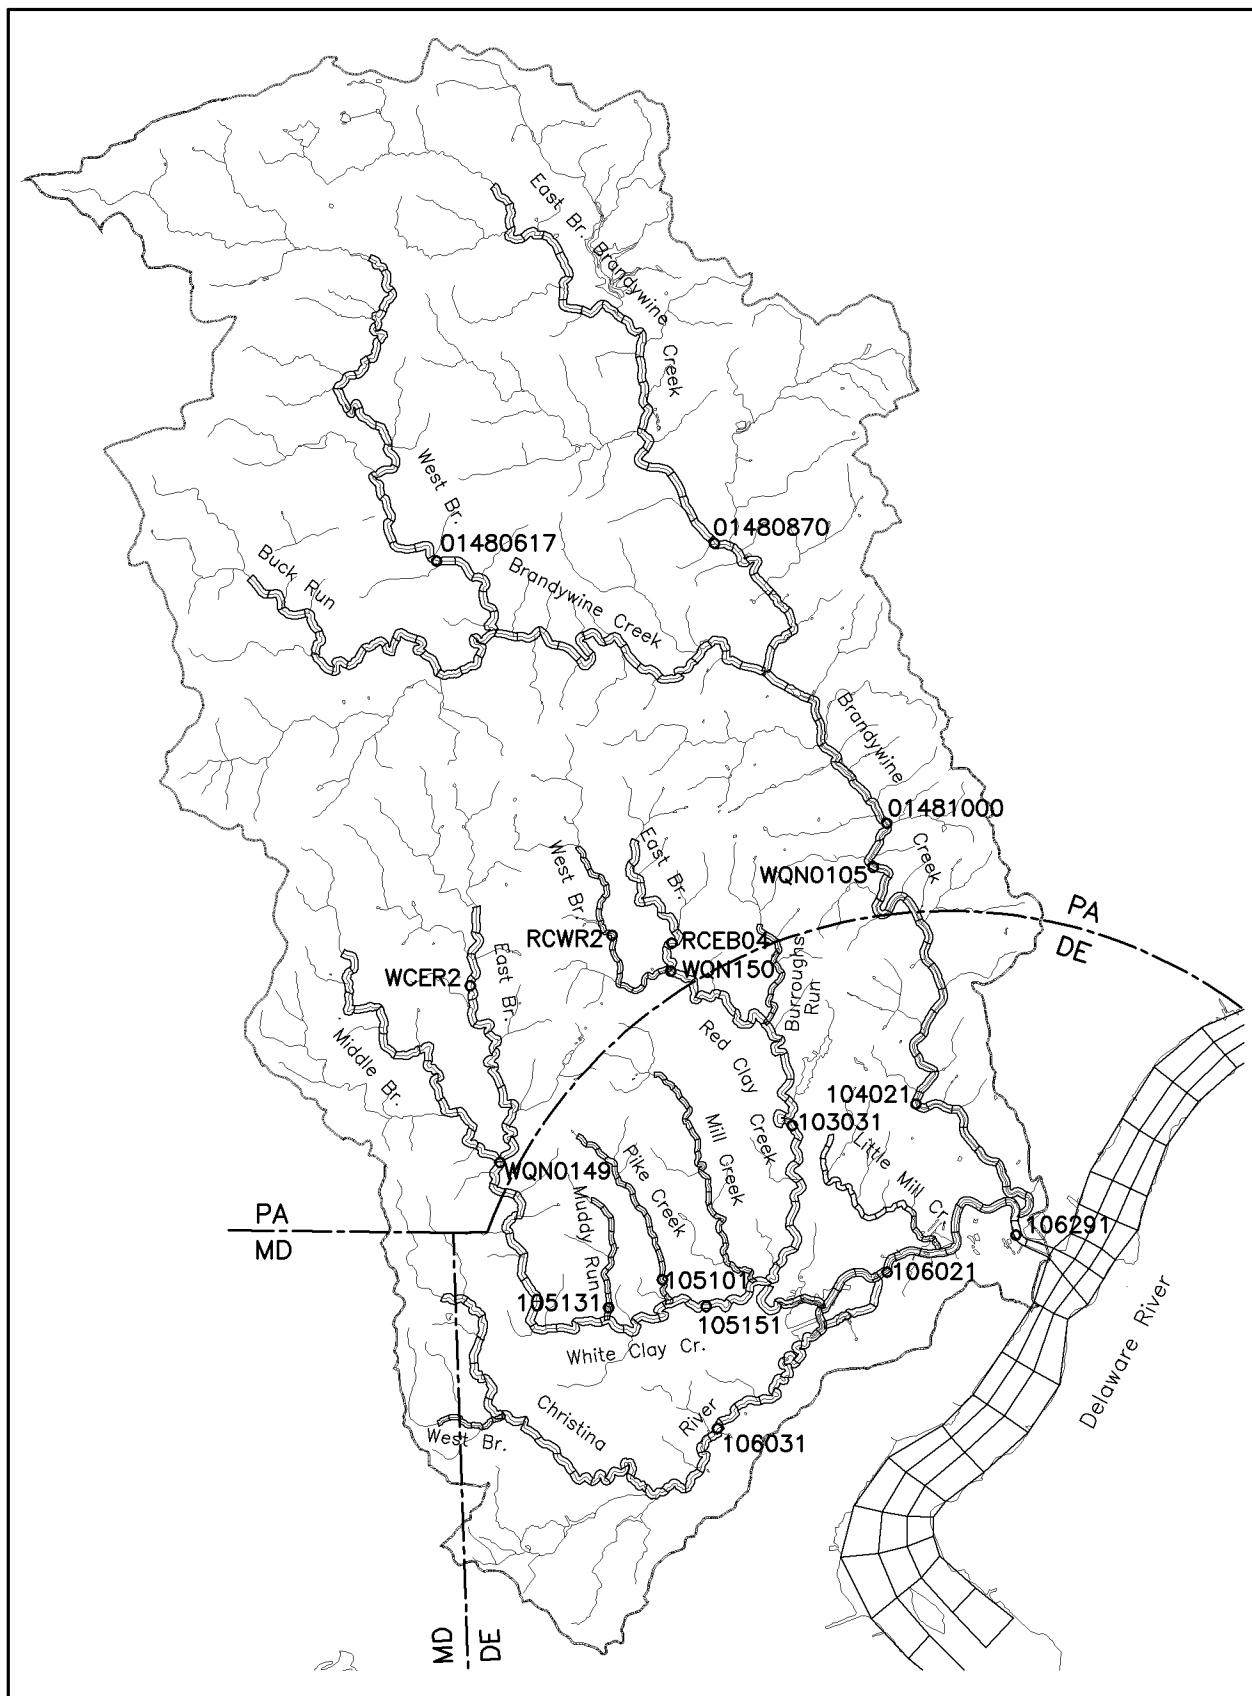 East Br. Brandywine Creek
West Br.
01480870
01480617
Buck Run
Brandywine Creek
Brandywine Creek
01481000
WQN0105
West Br.
East Br.
PA
DE
RCWR2
RCEB04
WQN150
WCER2
East Br.
Burroughs Run
Middle Br.
Red Clay Creek
104021
103031
Mill Creek
Little Mill Cr.
Pike Creek
WQN0149
Muddy Run
PA
MD
106291
106021
105101
105131
105151
White Clay Cr.
Delaware River
Christina River
West Br.
106031
MD
DE